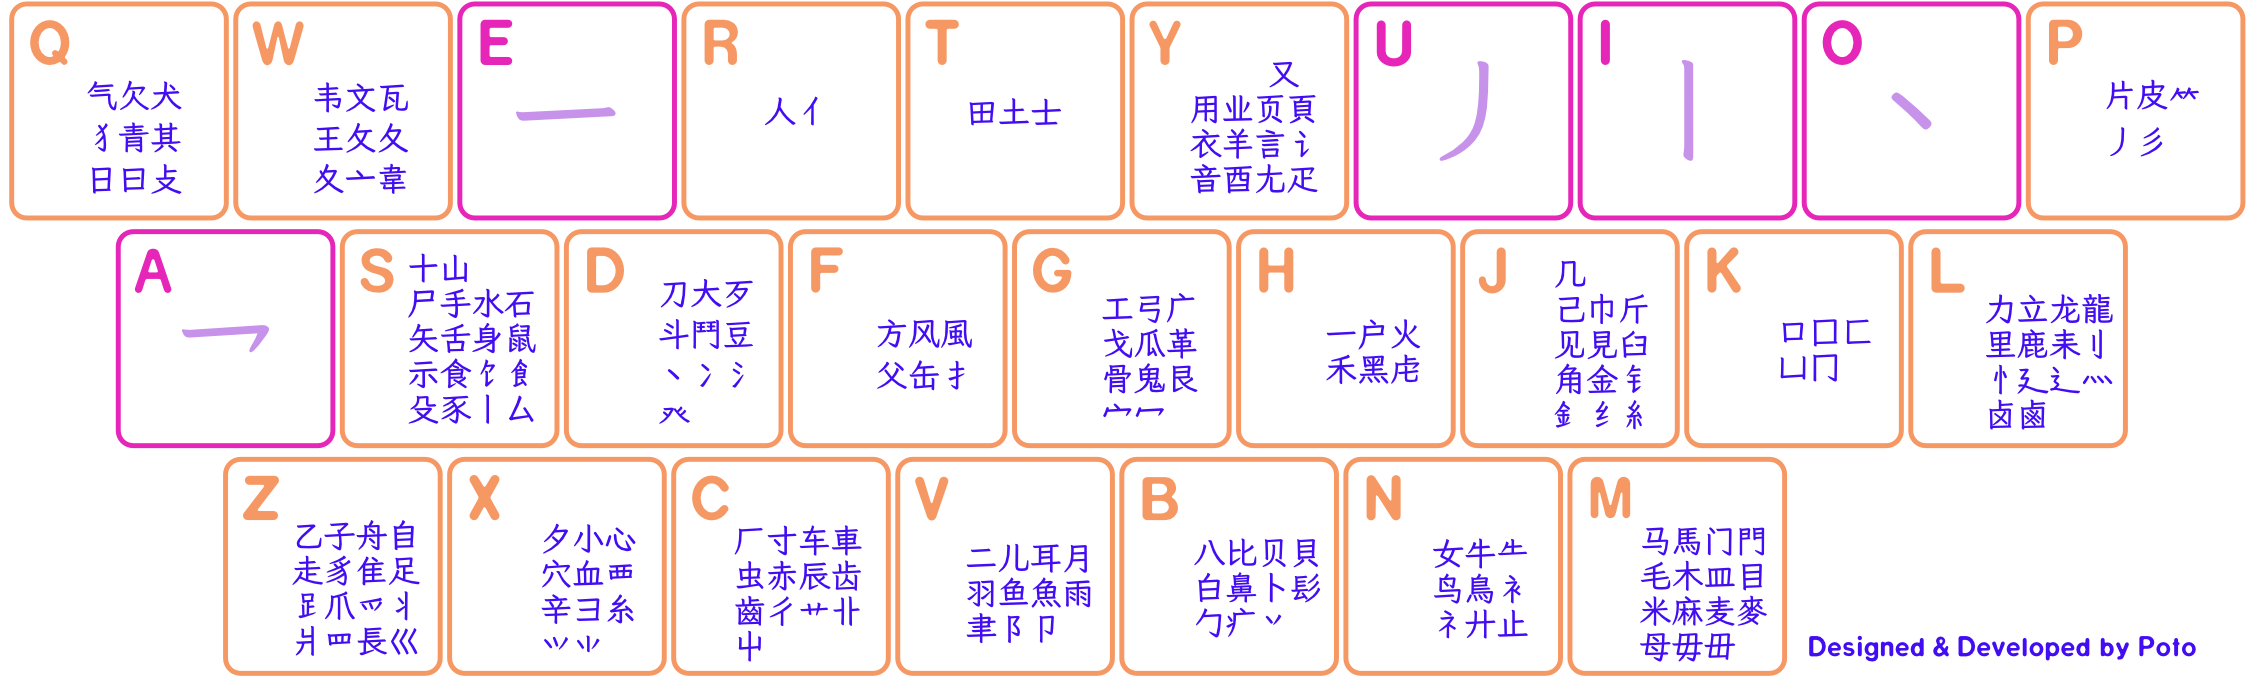 Q
气欠犬
犭青其
日曰攴
W
韦文瓦
王攵夂
夊亠韋
E
一
R
人亻
T
田土士
Y
又
用业页頁
衣羊言讠
音酉尢疋
U
丿
I
丨
O
丶
P
片皮⺮
丿彡
A
乛
S
十山
尸手水石
矢舌身鼠
示食饣飠
殳豕丨厶
D
刀大歹
斗鬥豆
丶冫氵
癶
F
方风風
父缶扌
G
工弓广
戈瓜革
骨鬼艮
宀冖
H
一户火
禾黑虍
J
几
己巾斤
见見臼
角金钅
釒纟糹
K
口囗匚
凵冂
L
力立龙龍
里鹿耒刂
忄廴辶灬
卤鹵
Z
乙子舟自
走豸隹足
𧾷爪爫丬
爿罒長巛
X
夕小心
穴血覀
辛彐糸
⺍⺌
C
厂寸车車
虫赤辰齿
齒彳艹卝
屮
V
二儿耳月
羽鱼魚雨
聿阝卩
B
八比贝貝
白鼻卜髟
勹疒丷
N
女牛⺧
鸟鳥衤
礻廾止
M
马馬门門
毛木皿目
米麻麦麥
母毋毌
Designed & Developed by Poto